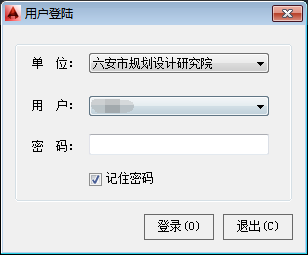 用户登陆
单 位: 六安市规划设计研究院
用 户:
密 码:
记住密码
登录(O) 退出(C)